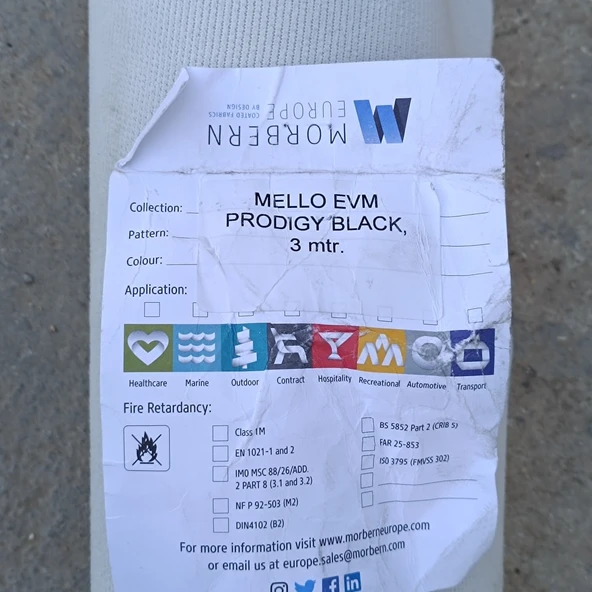 MORBERN
EUROPE
COATED FABRICS
BY DESIGN
Collection:
MELLO EVM
PRODIGY BLACK,
3 mtr.
Pattern:
Colour:
Application:
Healthcare Marine Outdoor Contract Hospitality Recreational Automotive Transport
Fire Retardancy:
Class 1M
EN 1021-1 and 2
IMO MSC 88/26/ADD.
2 PART 8 (3.1 and 3.2)
NF P 92-503 (M2)
DIN4102 (B2)
BS 5852 Part 2 (CRIB 5)
FAR 25-853
ISO 3795 (FMVSS 302)
For more information visit www.morberneurope.com
or email us at europe.sales@morbern.com